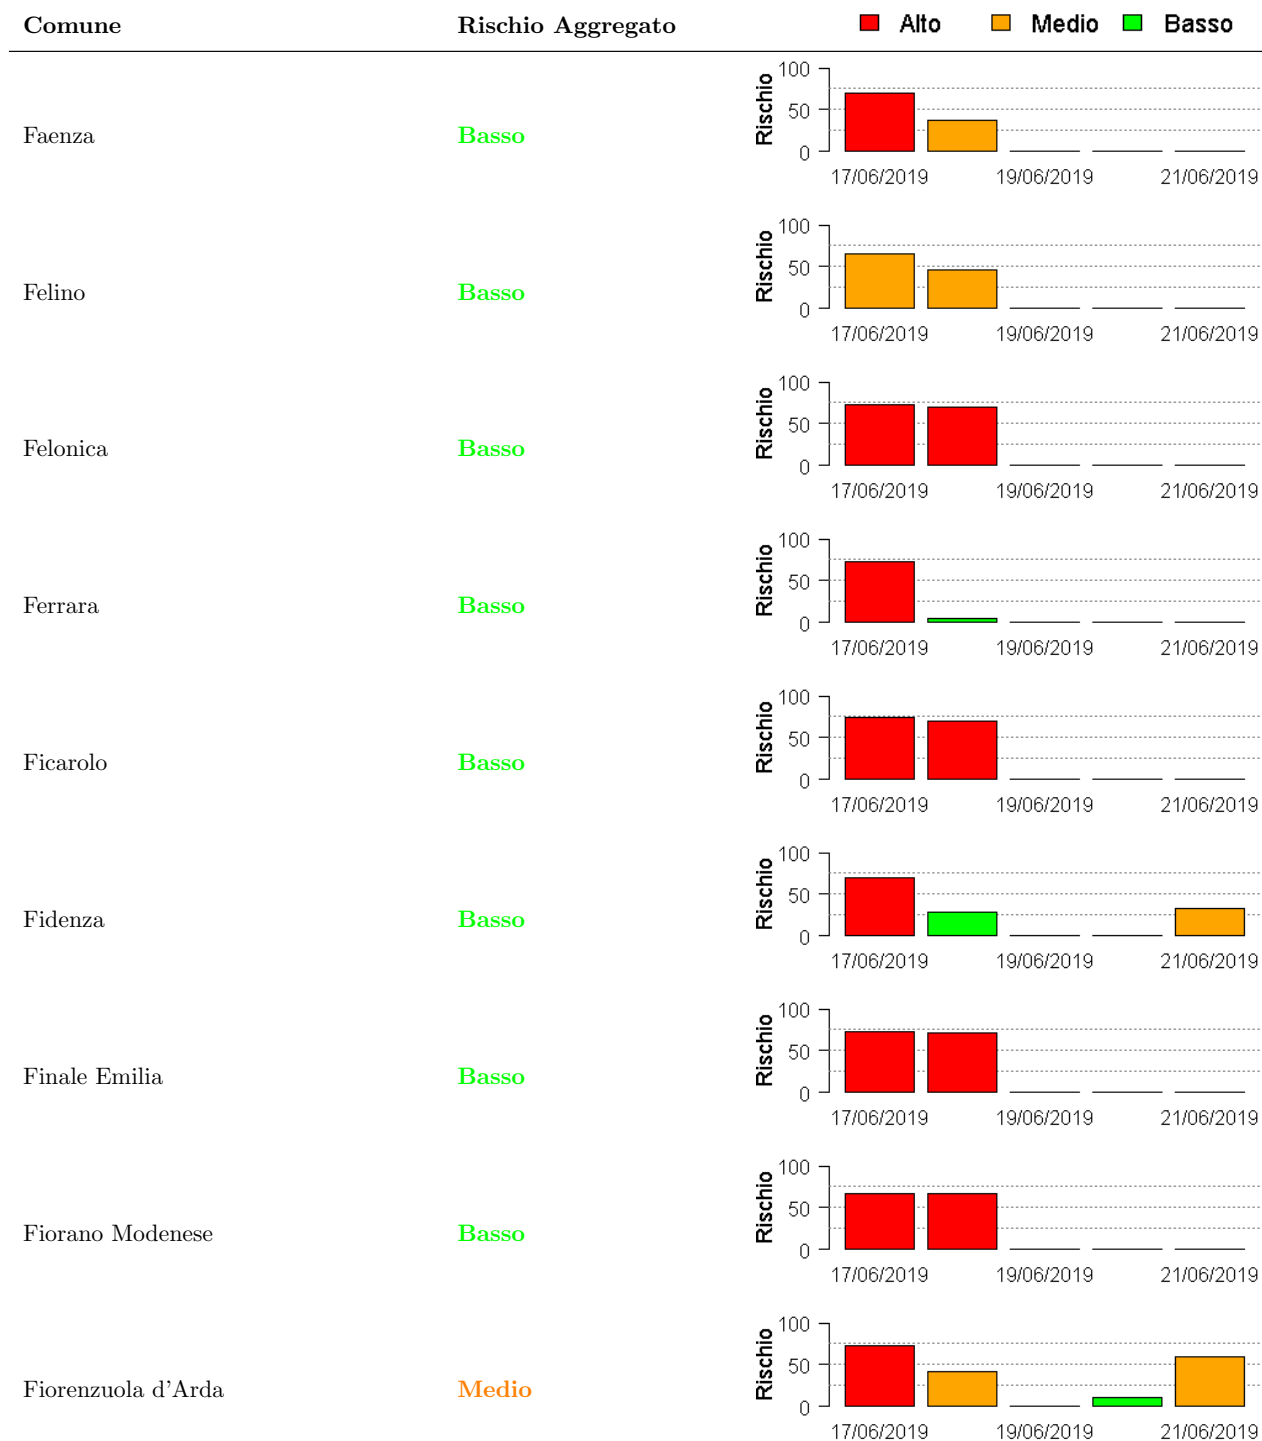 Comune Rischio Aggregato Alto Medio Basso
Faenza Basso Rischio 100 50 0
17/06/2019 19/06/2019 21/06/2019
Felino Basso Rischio 100 50 0
17/06/2019 19/06/2019 21/06/2019
Felonica Basso Rischio 100 50 0
17/06/2019 19/06/2019 21/06/2019
Ferrara Basso Rischio 100 50 0
17/06/2019 19/06/2019 21/06/2019
Ficarolo Basso Rischio 100 50 0
17/06/2019 19/06/2019 21/06/2019
Fidenza Basso Rischio 100 50 0
17/06/2019 19/06/2019 21/06/2019
Finale Emilia Basso Rischio 100 50 0
17/06/2019 19/06/2019 21/06/2019
Fiorano Modenese Basso Rischio 100 50 0
17/06/2019 19/06/2019 21/06/2019
Fiorenzuola d'Arda Medio Rischio 100 50 0
17/06/2019 19/06/2019 21/06/2019